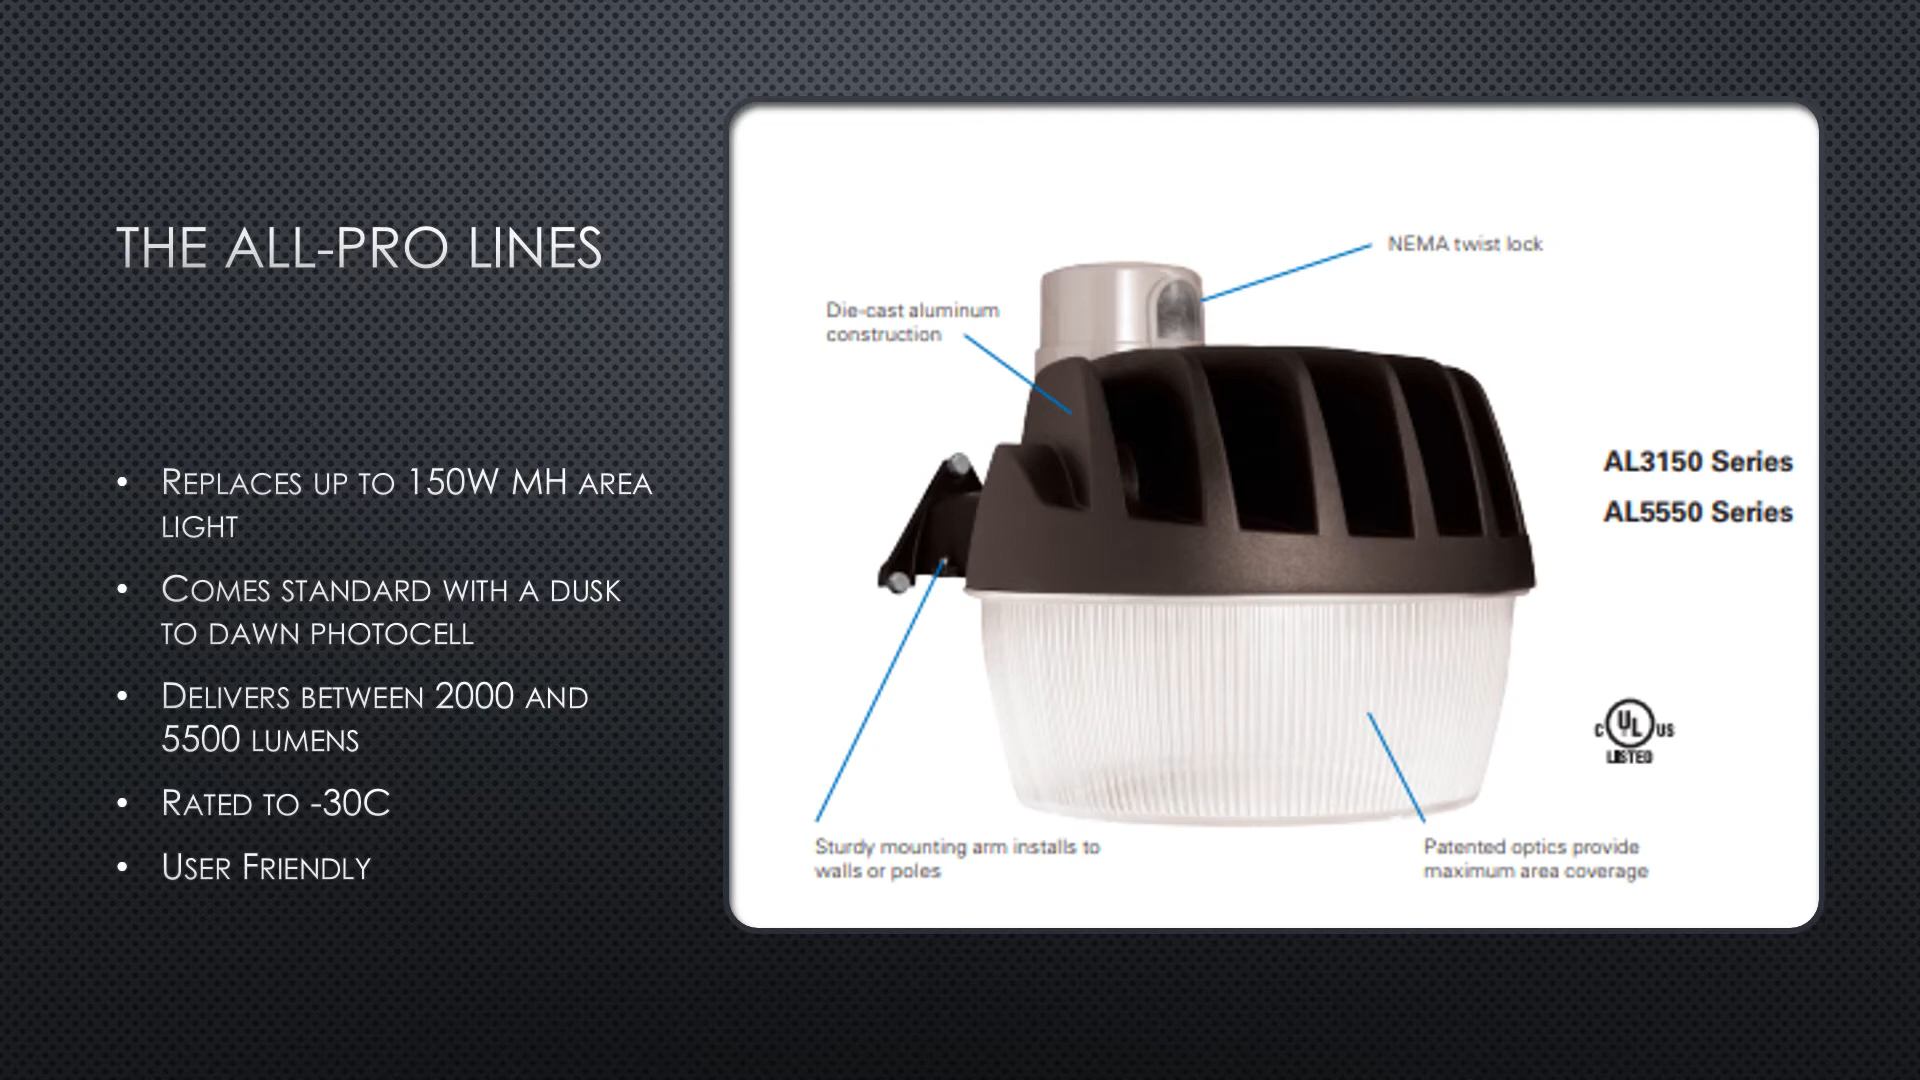 THE ALL-PRO LINES
• REPLACES UP TO 150W MH AREA
LIGHT
• COMES STANDARD WITH A DUSK
TO DAWN PHOTOCELL
• DELIVERS BETWEEN 2000 AND
5500 LUMENS
• RATED TO -30C
• USER FRIENDLY
NEMA twist lock
Die-cast aluminum
construction
AL3150 Series
AL5550 Series
C UL US
LISTED
Sturdy mounting arm installs to
walls or poles
Patented optics provide
maximum area coverage